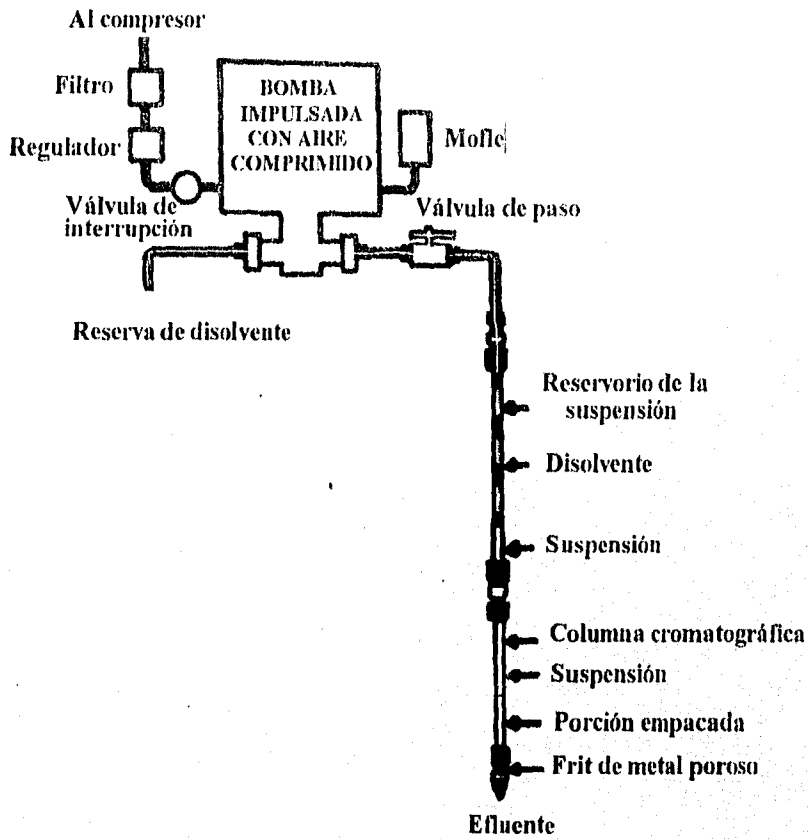 Al compresor
Filtro
BOMBA
IMPULSADA
CON AIRE
COMPRIMIDO
Regulador
Mofle
Válvula de
interrupción
Válvula de paso
Reserva de disolvente
Reservorio de la
suspensión
Disolvente
Suspensión
Columna cromatográfica
Suspensión
Porción empacada
Frit de metal poroso
Efluente